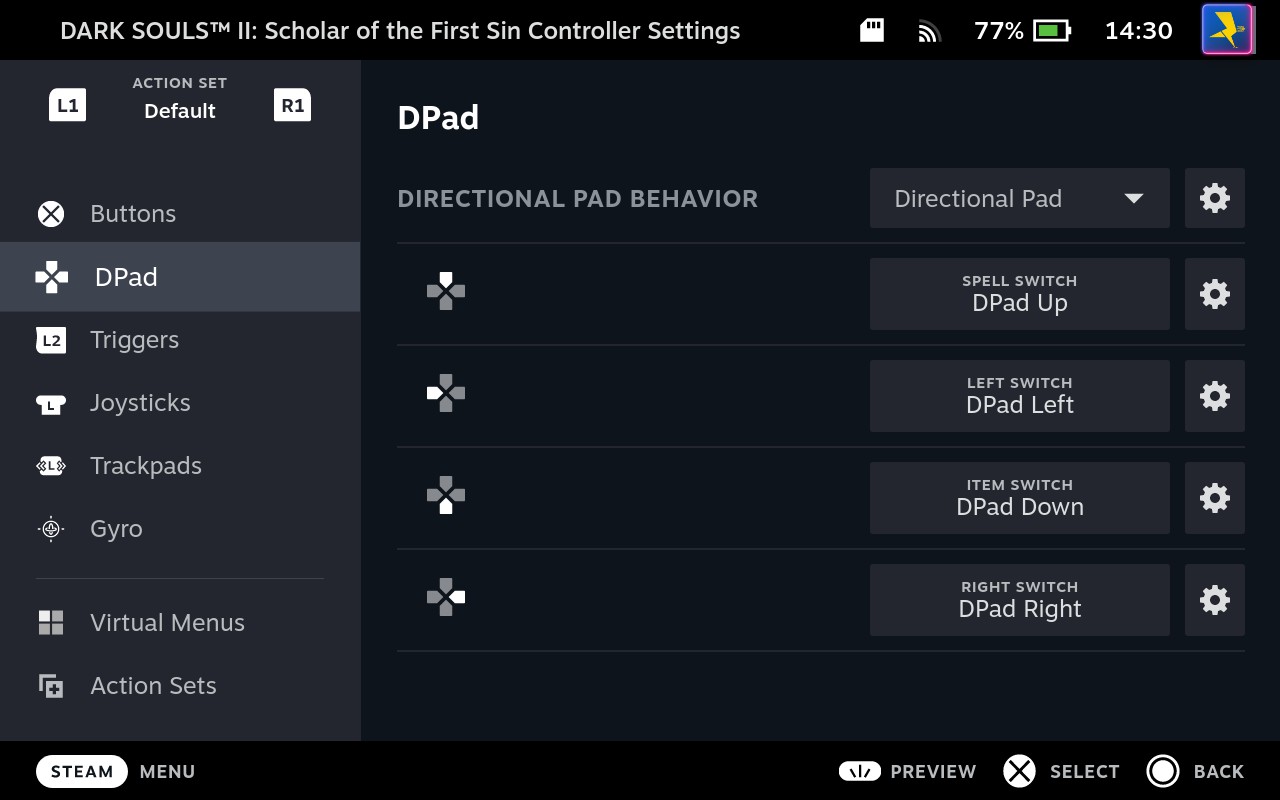 DARK SOULS™ II: Scholar of the First Sin Controller Settings
77%
14:30
L1
ACTION SET
Default
R1
Buttons
DPad
L2 Triggers
L Joysticks
L Trackpads
Gyro
Virtual Menus
Action Sets
DPad
DIRECTIONAL PAD BEHAVIOR
Directional Pad
SPELL SWITCH
DPad Up
LEFT SWITCH
DPad Left
ITEM SWITCH
DPad Down
RIGHT SWITCH
DPad Right
STEAM MENU
PREVIEW
SELECT
BACK